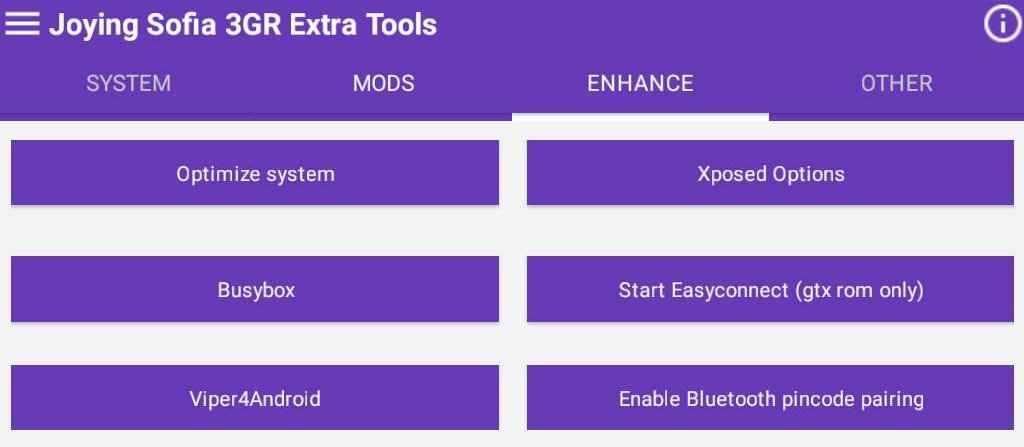 Joying Sofia 3GR Extra Tools
SYSTEM MODS ENHANCE OTHER
Optimize system Xposed Options
Busybox Start Easyconnect (gtx rom only)
Viper4Android Enable Bluetooth pincode pairing